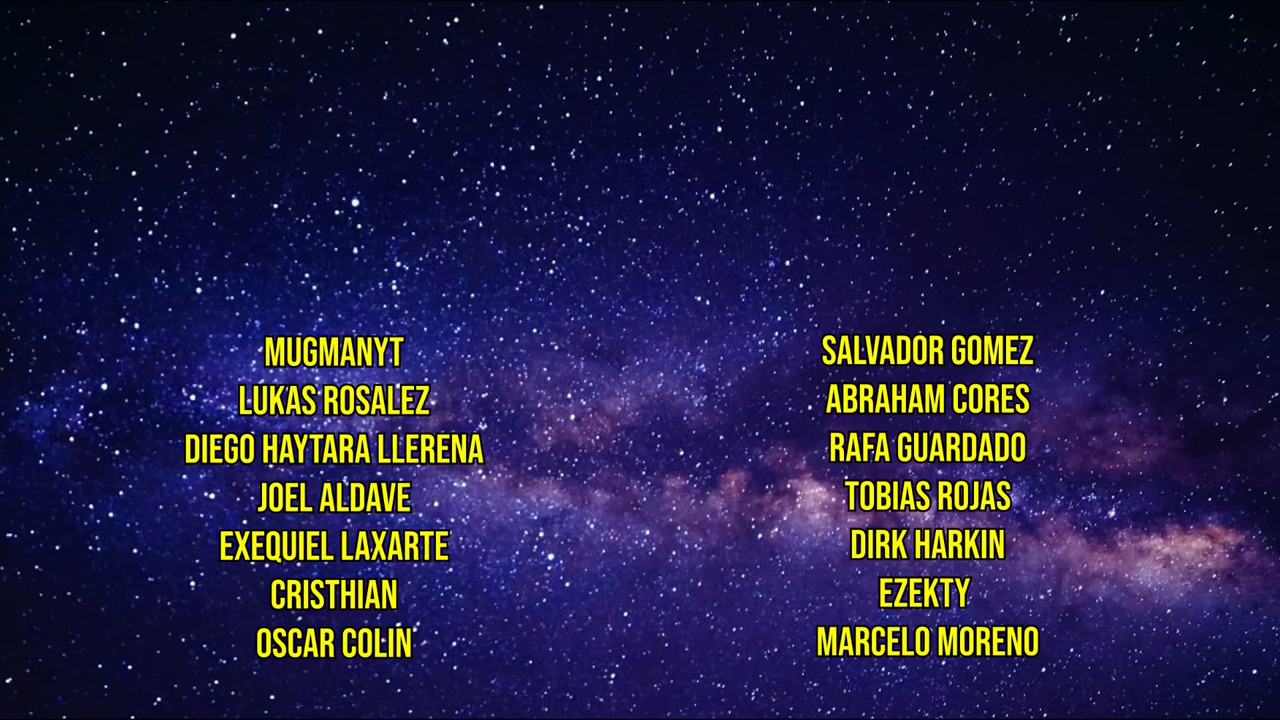 MUGMANYT
LUKAS ROSALEZ
DIEGO HAYTARA LLERENA
JOEL ALDAVE
EXEQUIEL LAXARTE
CRISTHIAN
OSCAR COLIN
SALVADOR GOMEZ
ABRAHAM CORES
RAFA GUARDADO
TOBIAS ROJAS
DIRK HARKIN
EZEKTY
MARCELO MORENO